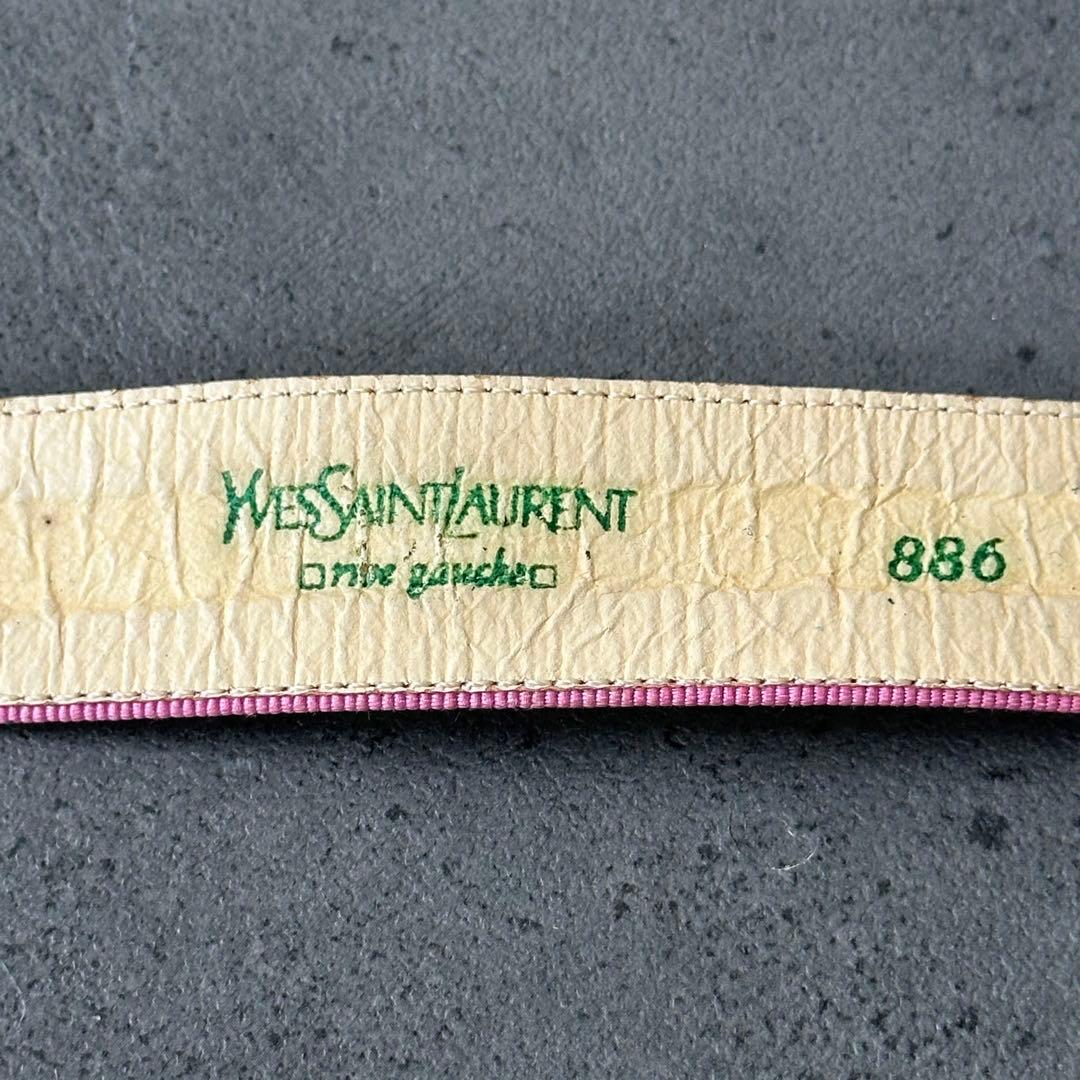 YVESSAINTLAURENT
rive gauche
886